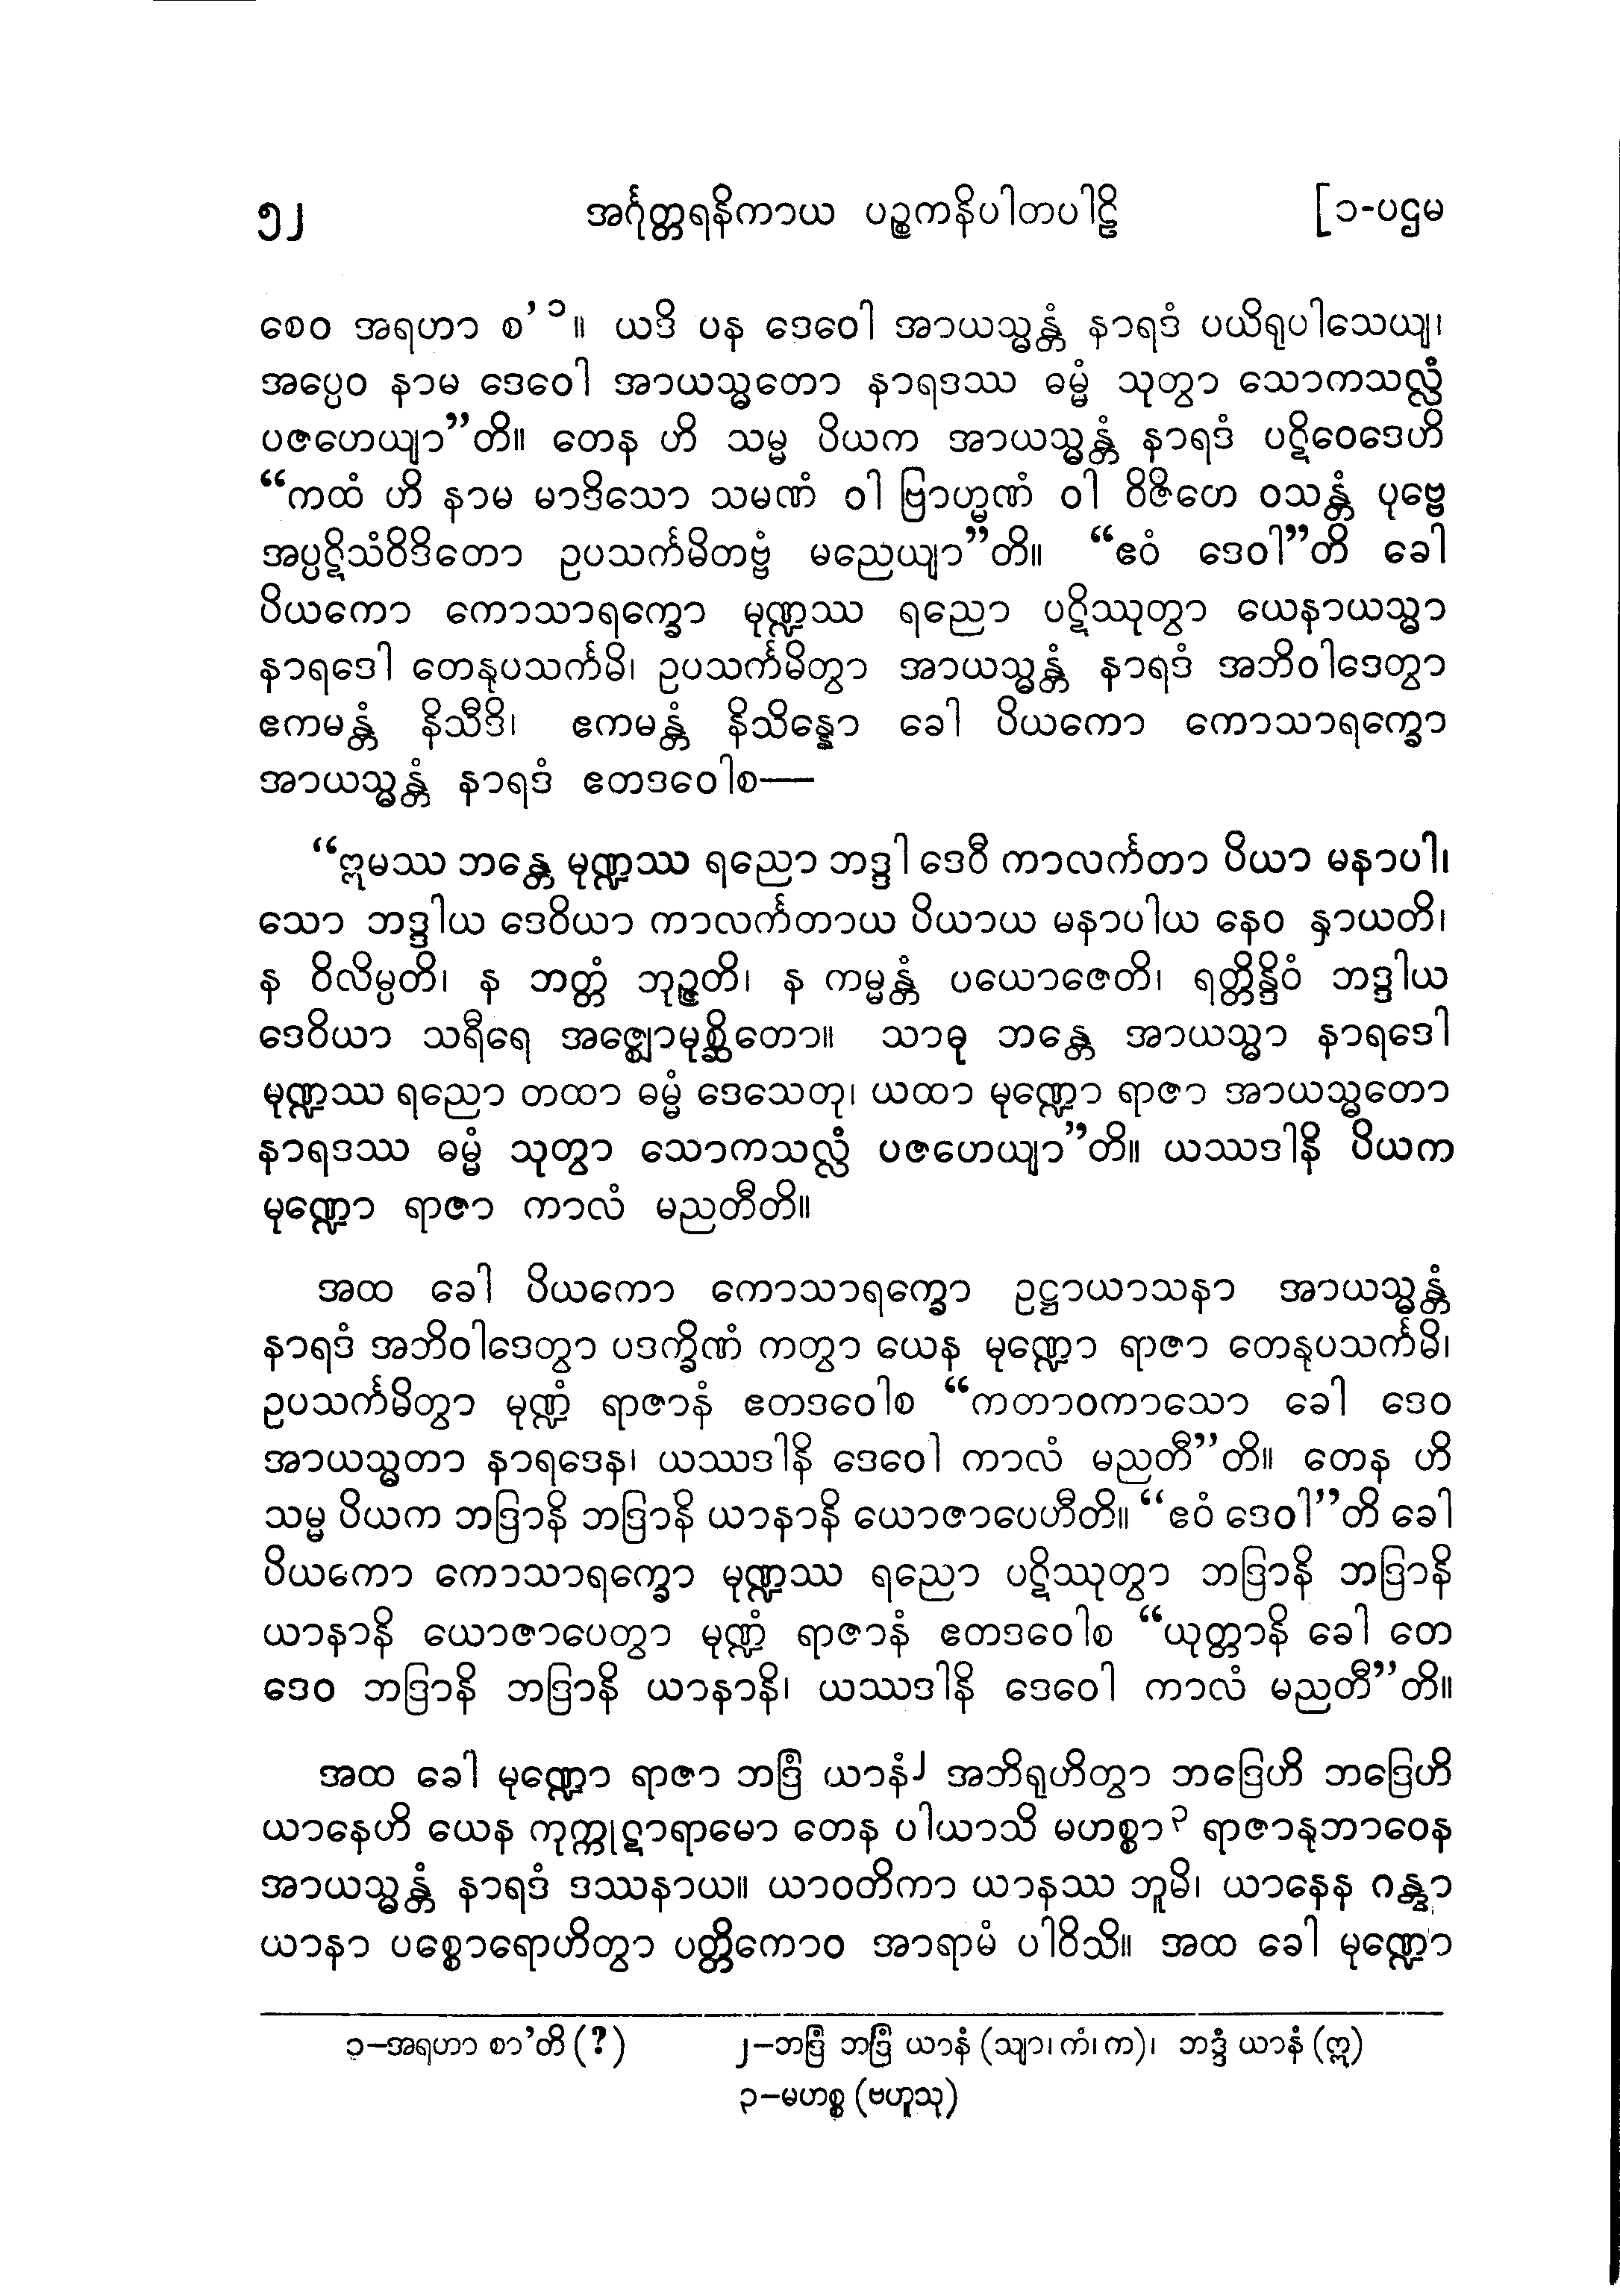 ၅၂ အင်္ဂုတ္တရနိကာယ ပဉ္စကနိပါတပါဠိ [၁-ပဌမ
စေဝ အရဟာ စ’ ၁။ ယဒိ ပန ဒေဝေါ အာယသ္မန္တံ နာရဒံ ပယိရုပါသေယျ၊
အပ္ပေဝ နာမ ဒေဝေါ အာယသ္မတော နာရဒဿ ဓမ္မံ သုတွာ သောကသလ္လံ
ပဇဟေယျာ”တိ။ တေန ဟိ သမ္မ ပိယက အာယသ္မန္တံ နာရဒံ ပဋိဝေဒေဟိ
“ကထံ ဟိ နာမ မာဒိသော သမဏံ ဝါ ဗြာဟ္မဏံ ဝါ ဝိဇိတေ ဝသန္တံ ပုဗ္ဗေ
အပ္ပဋိသံဝိဒိတော ဥပသင်္ကမိတဗ္ဗံ မညေယျာ”တိ။ “ဧဝံ ဒေဝါ”တိ ခေါ
ပိယကော ကောသာရက္ခော မုဏ္ဍဿ ရညော ပဋိဿုတွာ ယေနာယသ္မာ
နာရဒေါ တေနုပသင်္ကမိ၊ ဥပသင်္ကမိတွာ အာယသ္မန္တံ နာရဒံ အဘိဝါဒေတွာ
ဧကမန္တံ နိသီဒိ၊ ဧကမန္တံ နိသိန္နော ခေါ ပိယကော ကောသာရက္ခော
အာယသ္မန္တံ နာရဒံ ဧတဒဝေါစ—
“ဣမဿ ဘန္တေ မုဏ္ဍဿ ရညော ဘဒ္ဒါ ဒေဝီ ကာလင်္ကတာ ပိယာ မနာပါ၊
သော ဘဒ္ဒါယ ဒေဝိယာ ကာလင်္ကတာယ ပိယာယ မနာပါယ နေဝ နှာယတိ၊
န ဝိလိမ္ပတိ၊ န ဘတ္တံ ဘုဉ္ဇတိ၊ န ကမ္မန္တံ ပယောဇေတိ၊ ရတ္တိန္ဒိဝံ ဘဒ္ဒါယ
ဒေဝိယာ သရီရေ အဇ္ဈောမုစ္ဆိတော။ သာဓု ဘန္တေ အာယသ္မာ နာရဒေါ
မုဏ္ဍဿ ရညော တထာ ဓမ္မံ ဒေသေတု၊ ယထာ မုဏ္ဍော ရာဇာ အာယသ္မတော
နာရဒဿ ဓမ္မံ သုတွာ သောကသလ္လံ ပဇဟေယျာ”တိ။ ယဿဒါနိ ပိယက
မုဏ္ဍော ရာဇာ ကာလံ မညတီတိ။
အထ ခေါ ပိယကော ကောသာရက္ခော ဥဋ္ဌာယာသနာ အာယသ္မန္တံ
နာရဒံ အဘိဝါဒေတွာ ပဒက္ခိဏံ ကတွာ ယေန မုဏ္ဍော ရာဇာ တေနုပသင်္ကမိ၊
ဥပသင်္ကမိတွာ မုဏ္ဍံ ရာဇာနံ ဧတဒဝေါစ “ကတာဝကာသော ခေါ ဒေဝ
အာယသ္မတာ နာရဒေန၊ ယဿဒါနိ ဒေဝေါ ကာလံ မညတီ”တိ။ တေန ဟိ
သမ္မ ပိယက ဘဒြာနိ ဘဒြာနိ ယာနာနိ ယောဇာပေဟီတိ။ “ဧဝံ ဒေဝါ”တိ ခေါ
ပိယကော ကောသာရက္ခော မုဏ္ဍဿ ရညော ပဋိဿုတွာ ဘဒြာနိ ဘဒြာနိ
ယာနာနိ ယောဇာပေတွာ မုဏ္ဍံ ရာဇာနံ ဧတဒဝေါစ “ယုတ္တာနိ ခေါ တေ
ဒေဝ ဘဒြာနိ ဘဒြာနိ ယာနာနိ၊ ယဿဒါနိ ဒေဝေါ ကာလံ မညတီ”တိ။
အထ ခေါ မုဏ္ဍော ရာဇာ ဘဒြံ ယာနံ၂ အဘိရုဟိတွာ ဘဒြေဟိ ဘဒြေဟိ
ယာနေဟိ ယေန ကုက္ကုဋာရာမော တေန ပါယာသိ မဟစ္စာ၃ ရာဇာနုဘာဝေန
အာယသ္မန္တံ နာရဒံ ဒဿနာယ။ ယာဝတိကာ ယာနဿ ဘူမိ၊ ယာနေန ဂန္တွာ
ယာနာ ပစ္စောရောဟိတွာ ပတ္တိကောဝ အာရာမံ ပါဝိသိ။ အထ ခေါ မုဏ္ဍော
၁–အရဟာ စာ’တိ (?) ၂–ဘဒြံ ဘဒြံ ယာနံ (သျာ၊ ကံ၊ က)၊ ဘဒ္ဒံ ယာနံ (ဣ)
၃–မဟစ္စ (ဗဟူသု)